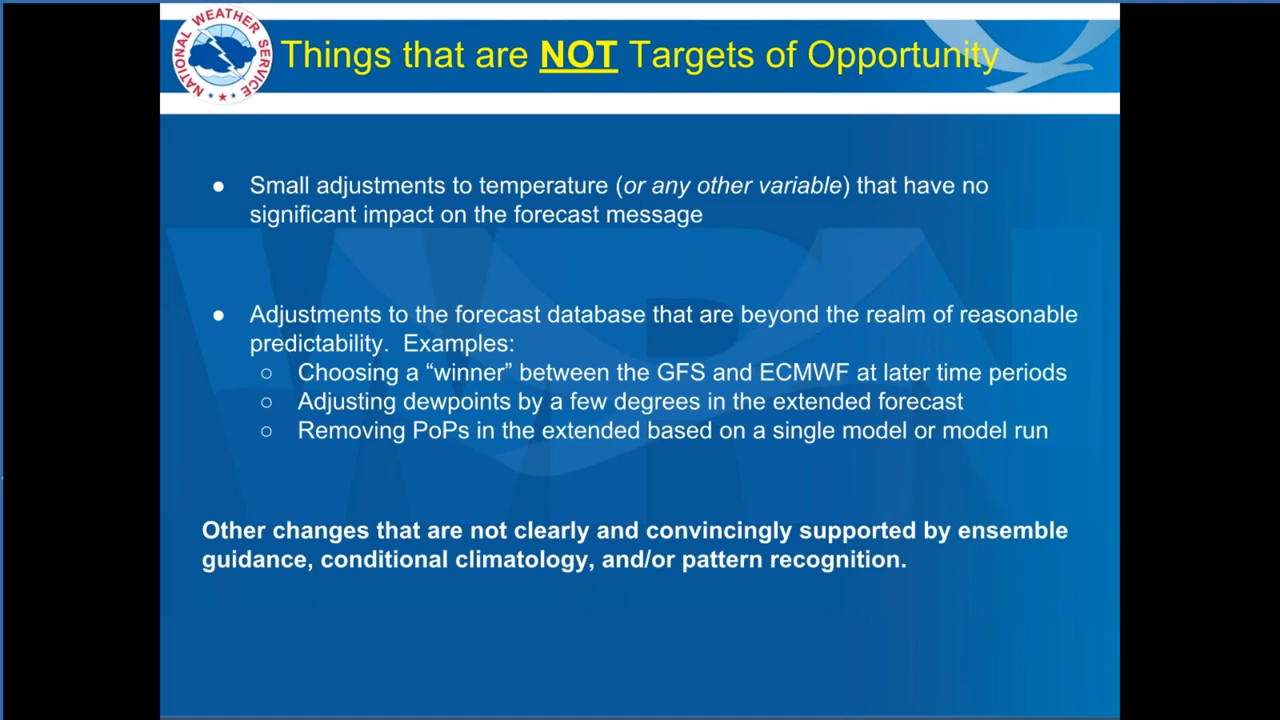 NATIONAL WEATHER SERVICE
Things that are NOT Targets of Opportunity
● Small adjustments to temperature (or any other variable) that have no
significant impact on the forecast message
● Adjustments to the forecast database that are beyond the realm of reasonable
predictability.  Examples:
○ Choosing a “winner” between the GFS and ECMWF at later time periods
○ Adjusting dewpoints by a few degrees in the extended forecast
○ Removing PoPs in the extended based on a single model or model run
Other changes that are not clearly and convincingly supported by ensemble
guidance, conditional climatology, and/or pattern recognition.
WRN